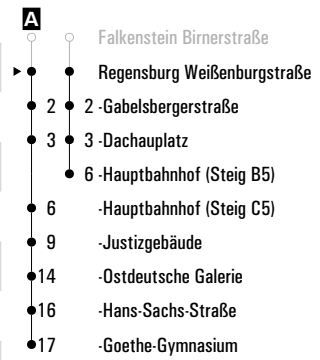 A
Falkenstein Birnerstraße
Regensburg Weißenburgstraße
2 2 -Gabelsbergerstraße
3 3 -Dachauplatz
6 -Hauptbahnhof (Steig B5)
6 -Hauptbahnhof (Steig C5)
9 -Justizgebäude
14 -Ostdeutsche Galerie
16 -Hans-Sachs-Straße
17 -Goethe-Gymnasium